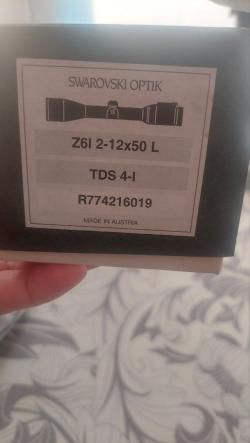 SWAROVSKI OPTIK
Z6I 2-12x50 L
TDS 4-I
R774216019
MADE IN AUSTRIA